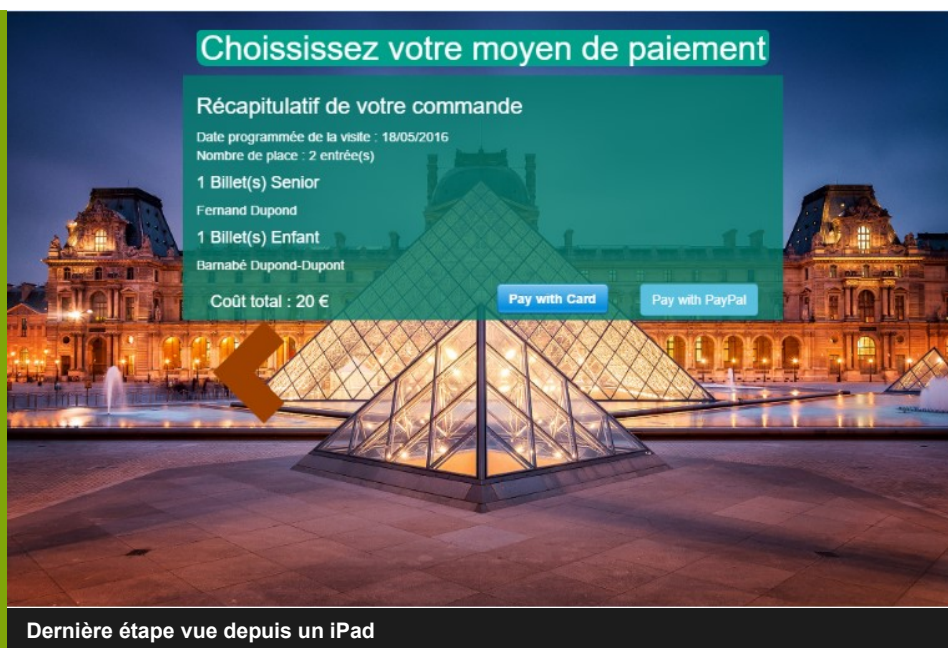 Choississez votre moyen de paiement
Récapitulatif de votre commande
Date programmée de la visite : 18/05/2016
Nombre de place : 2 entrée(s)
1 Billet(s) Senior
Fernand Dupond
1 Billet(s) Enfant
Barnabé Dupond-Dupont
Coût total : 20 €
Pay with Card
Pay with PayPal
Dernière étape vue depuis un iPad